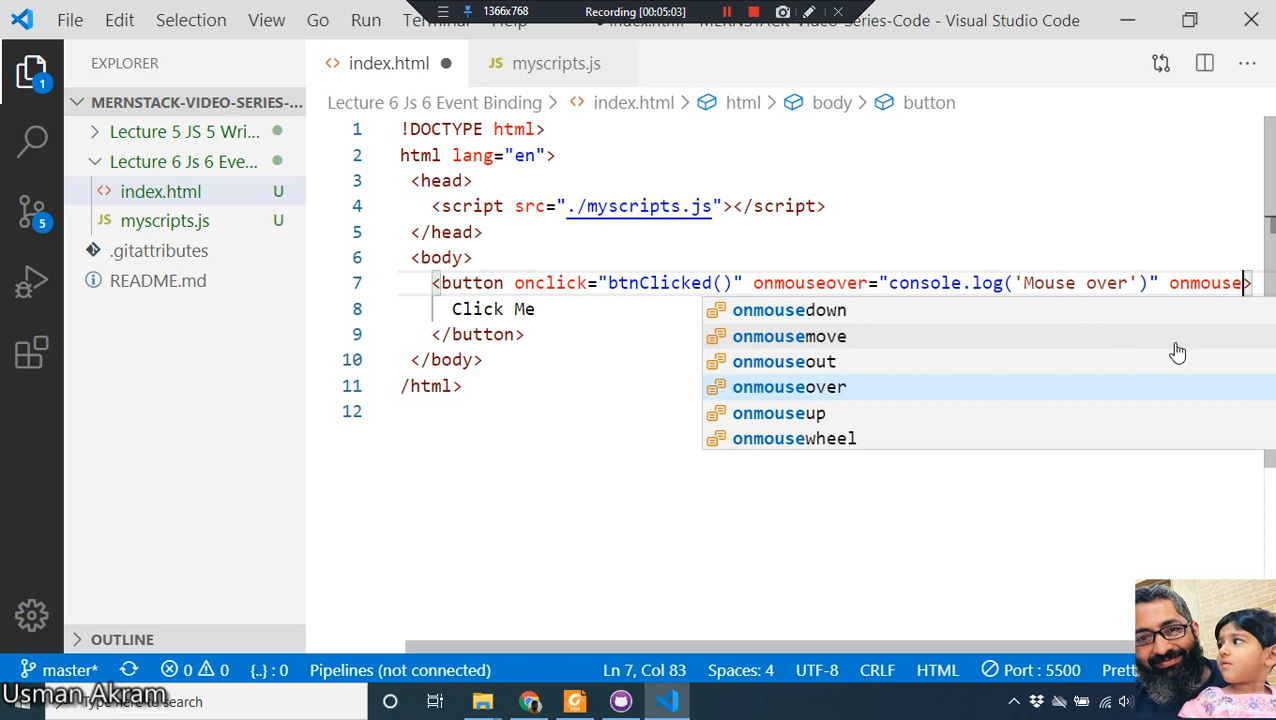 1366x768 Recording [00:05:03]
File Edit Selection View Go Run Terminal Help MERNSTACK-Video-Series-Code - Visual Studio Code
EXPLORER
index.html
JS myscripts.js
MERNSTACK-VIDEO-SERIES-...
Lecture 6 Js 6 Event Binding > index.html > html > body > button
Lecture 5 JS 5 Wri...
Lecture 6 Js 6 Eve...
index.html U
JS myscripts.js U
.gitattributes
README.md
1 !DOCTYPE html>
2 html lang="en">
3 <head>
4 <script src="./myscripts.js"></script>
5 </head>
6 <body>
7 <button onclick="btnClicked()" onmouseover="console.log('Mouse over')" onmouse>
8 Click Me
9 </button>
10 </body>
11 /html>
12
onmousedown
onmousemove
onmouseout
onmouseover
onmouseup
onmousewheel
1
5
OUTLINE
master* 0 0 {..} : 0 Pipelines (not connected) Ln 7, Col 83 Spaces: 4 UTF-8 CRLF HTML Port : 5500 Prett
Usman Akram
Type here to search